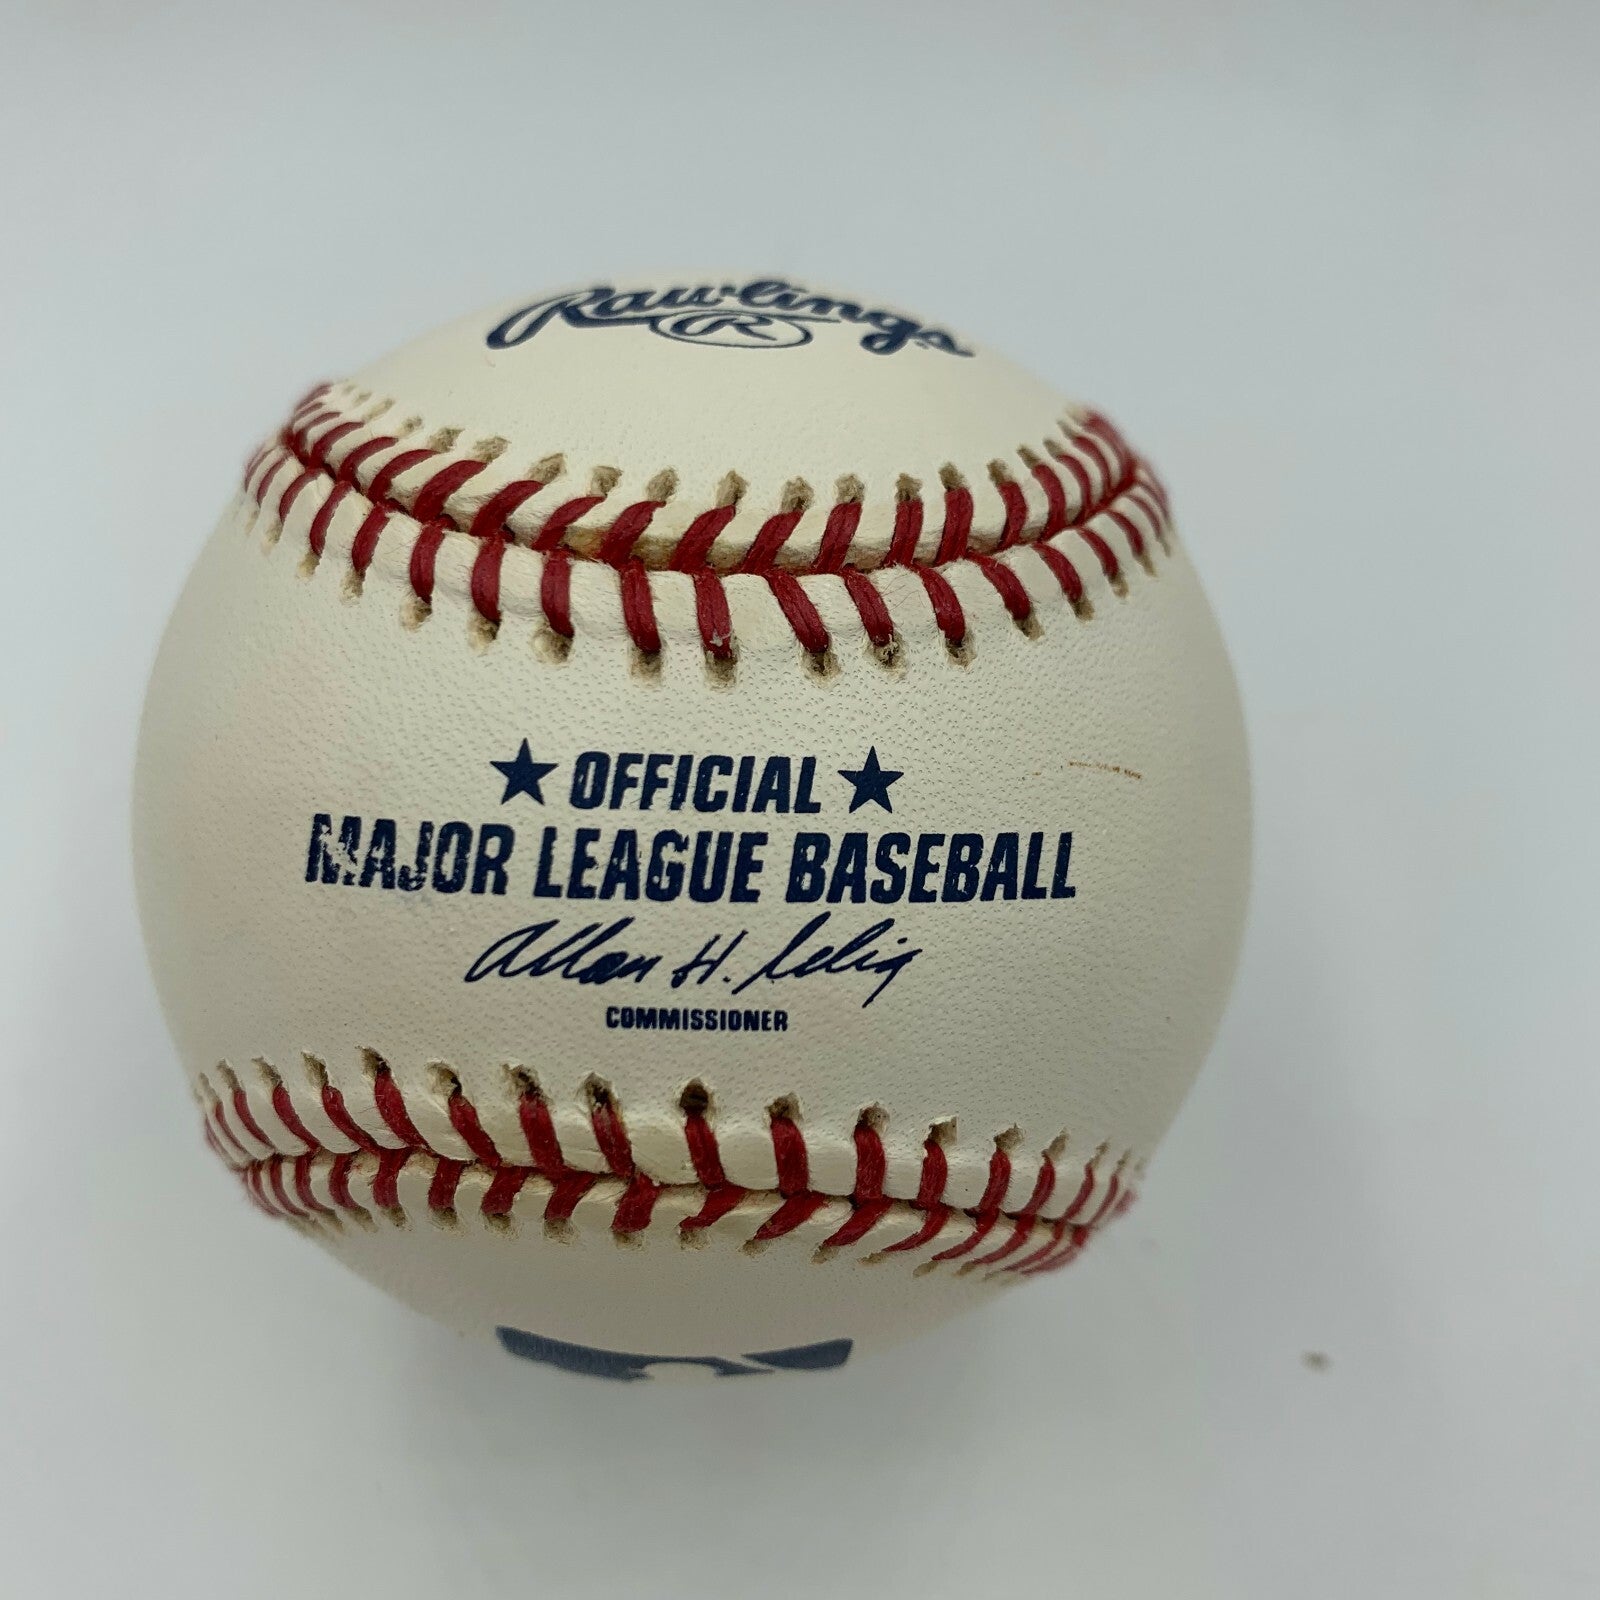 Rawlings
R
★ OFFICIAL ★
MAJOR LEAGUE BASEBALL
Allan H. Selig
COMMISSIONER